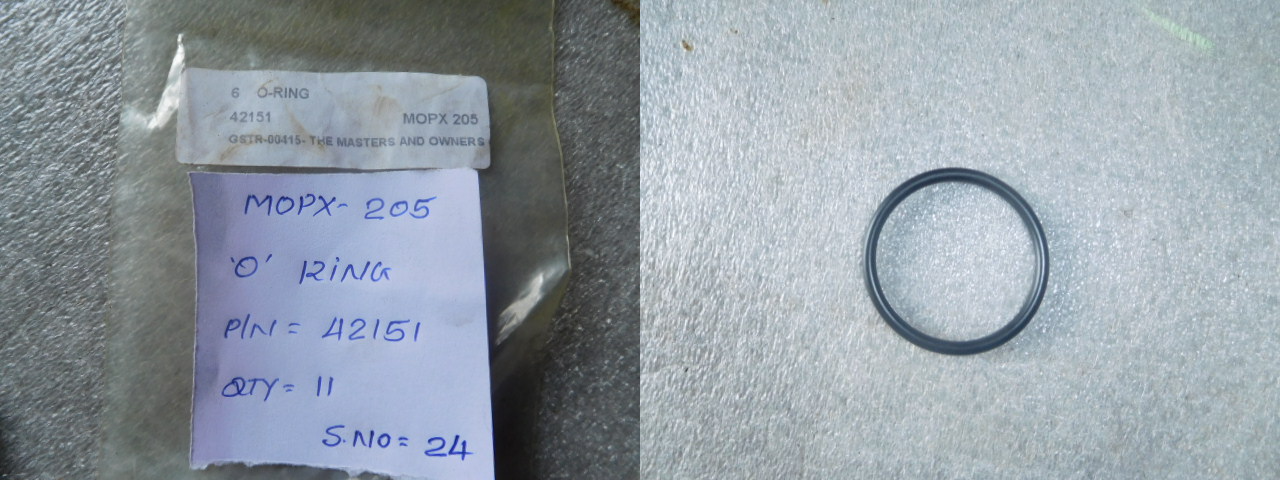 6 O-RING
42151 MOPX 205
GSTR-00415- THE MASTERS AND OWNERS
MOPX- 205
'O' RING
P/N = 42151
QTY = 11
S.NO = 24